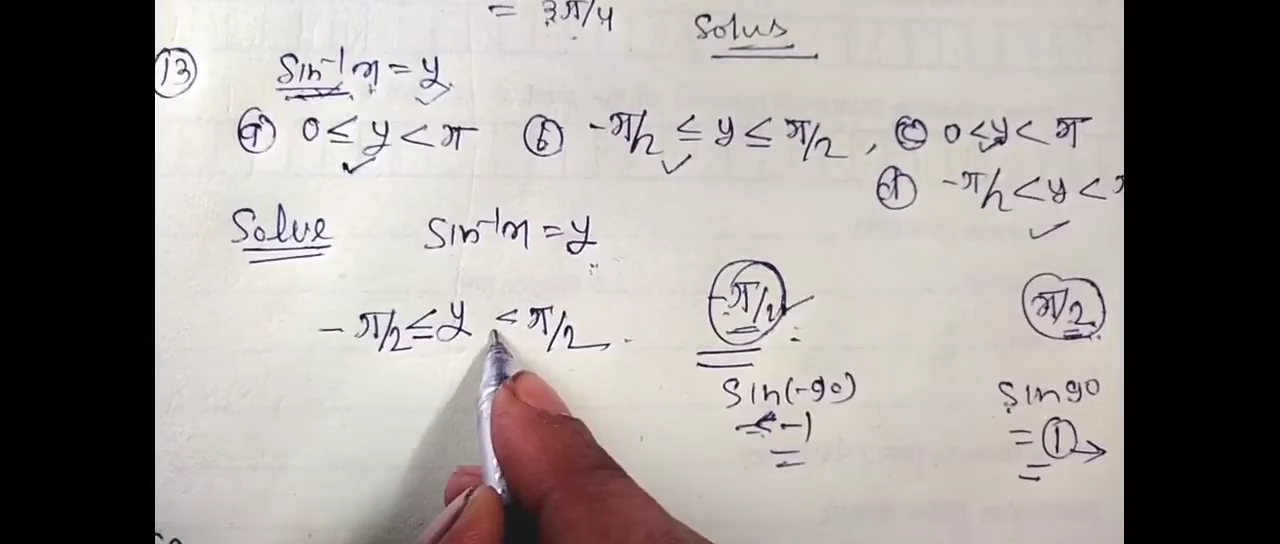 = 3π/4
Solus
(13) Sin⁻¹x = y
(a) 0 ≤ y < π (b) -π/2 ≤ y ≤ π/2, (c) 0 < y < π
(d) -π/2 < y <
Solve Sin⁻¹x = y
- π/2 ≤ y < π/2
-π/2
π/2
Sin(-90)
= -1
Sin 90
= 1